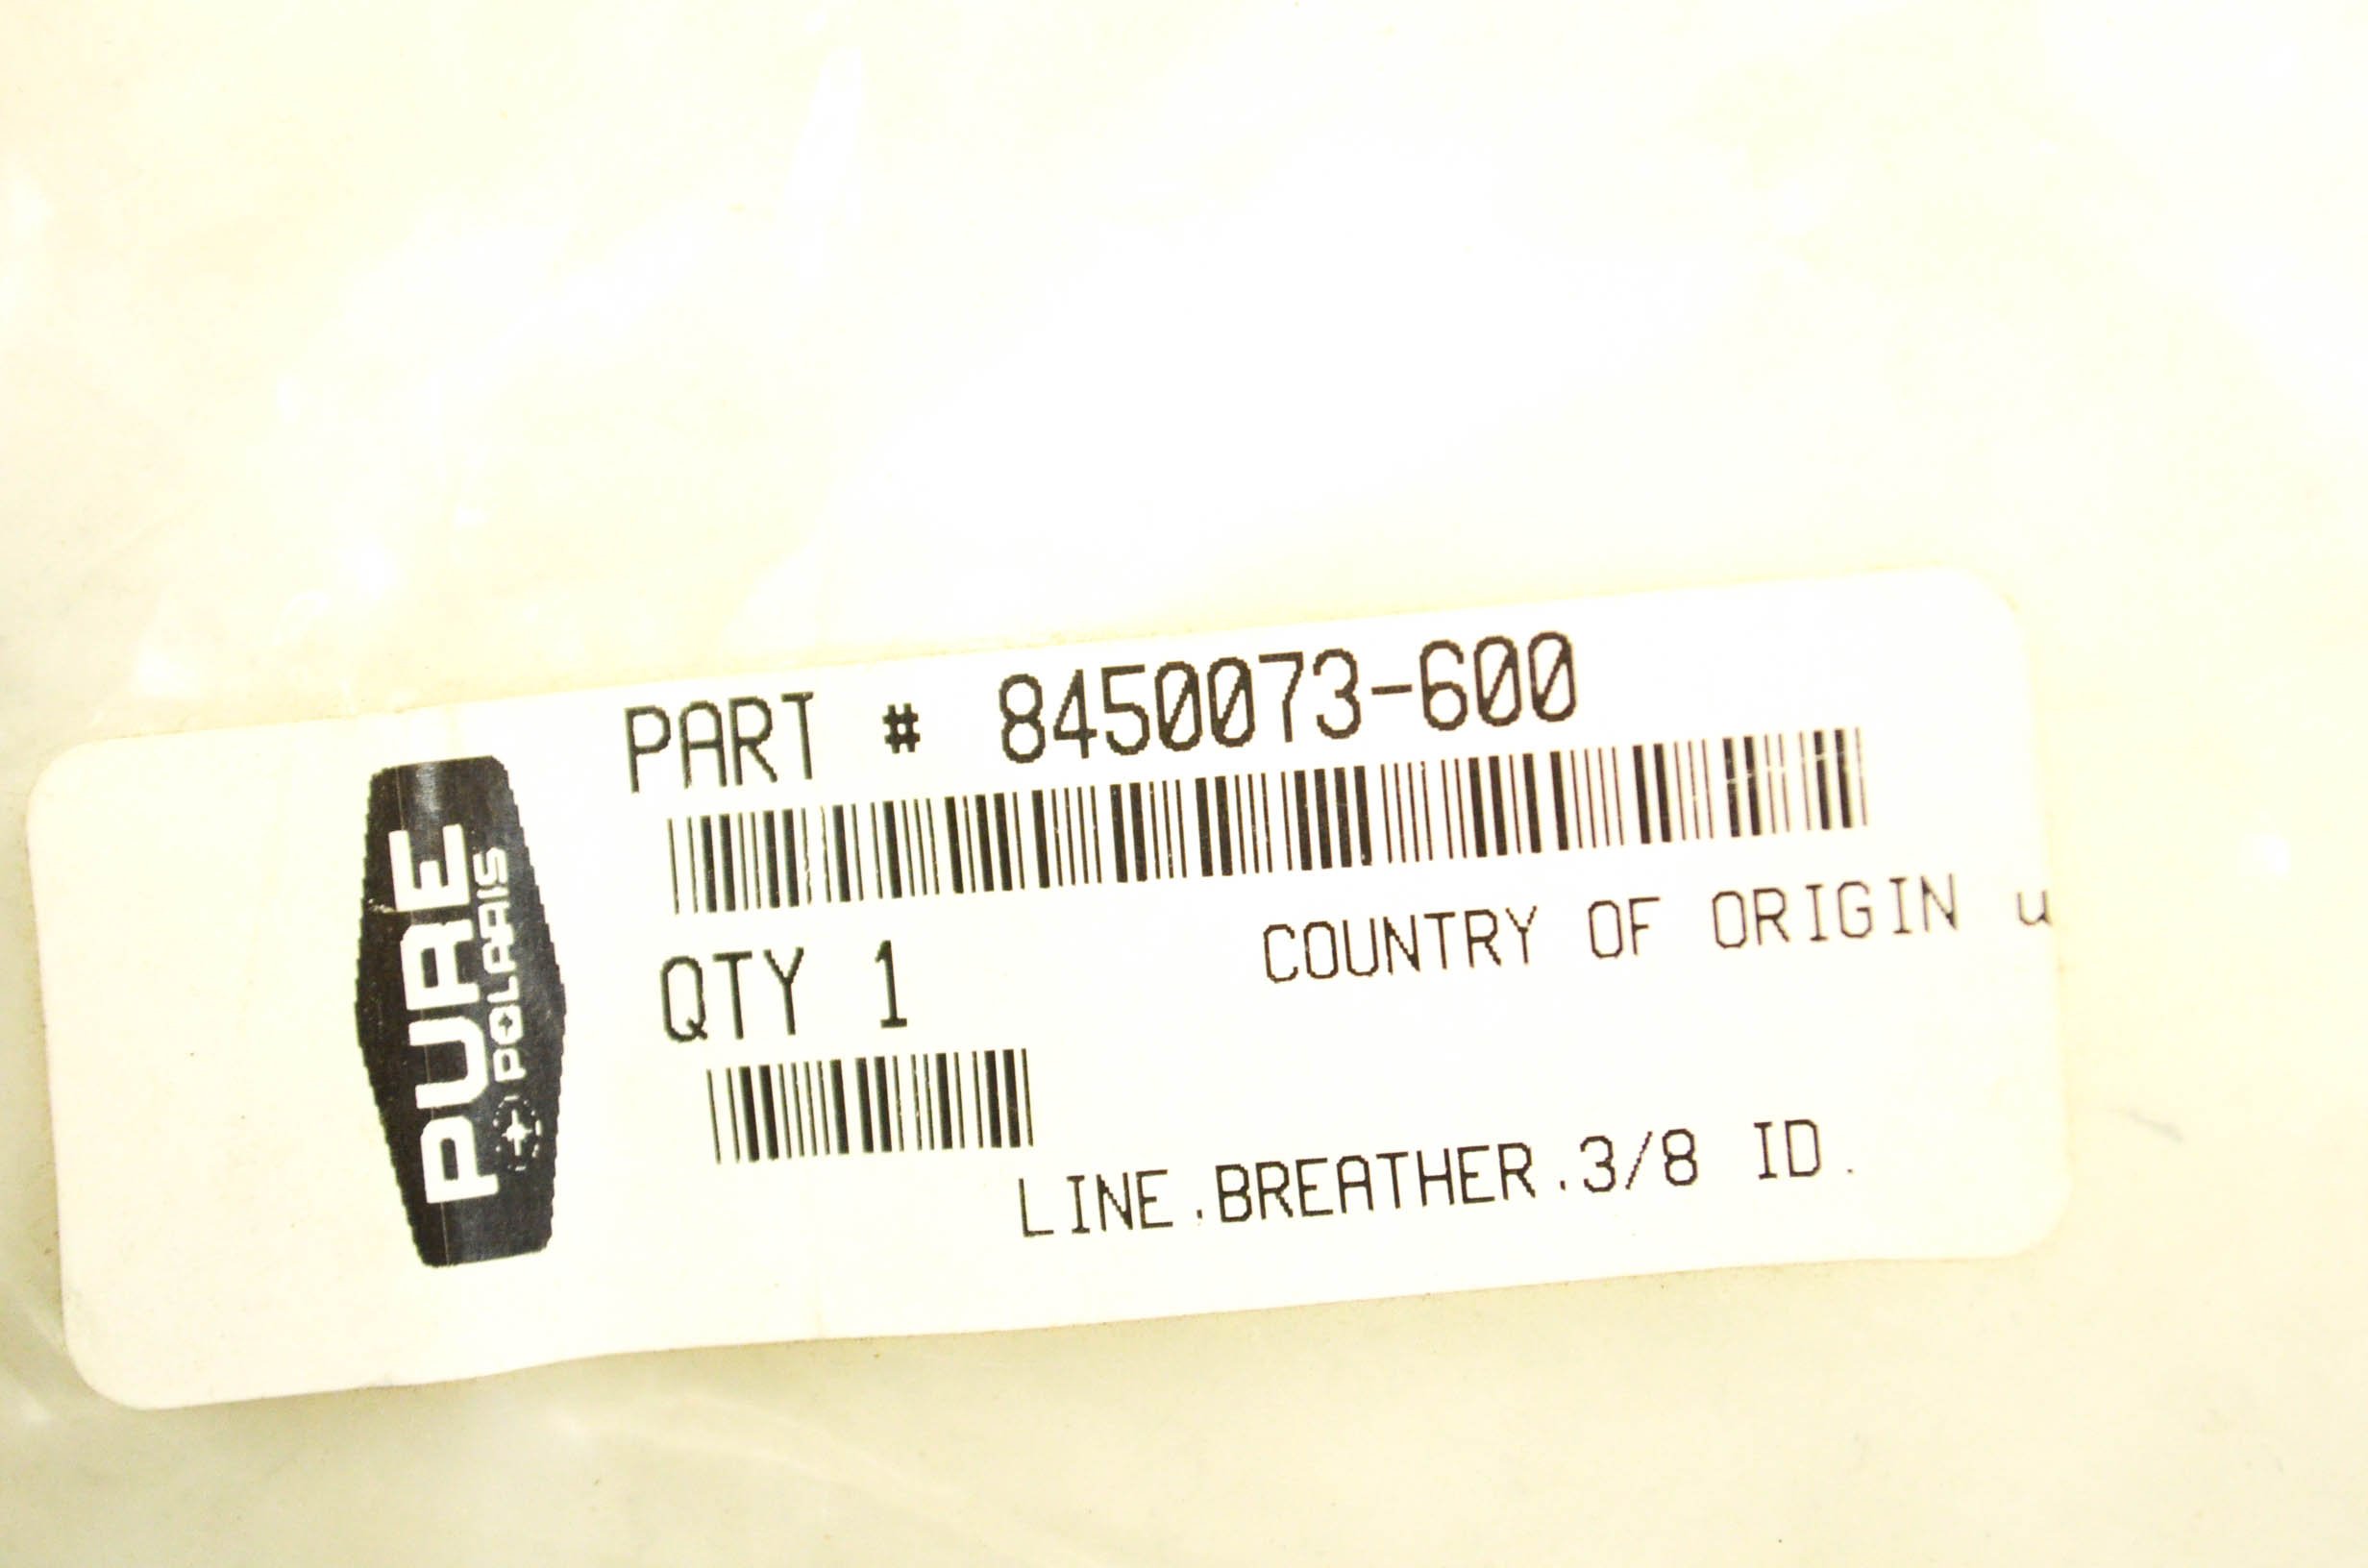 PURE
POLARIS
PART # 8450073-600
QTY 1
COUNTRY OF ORIGIN u
LINE.BREATHER.3/8 ID.